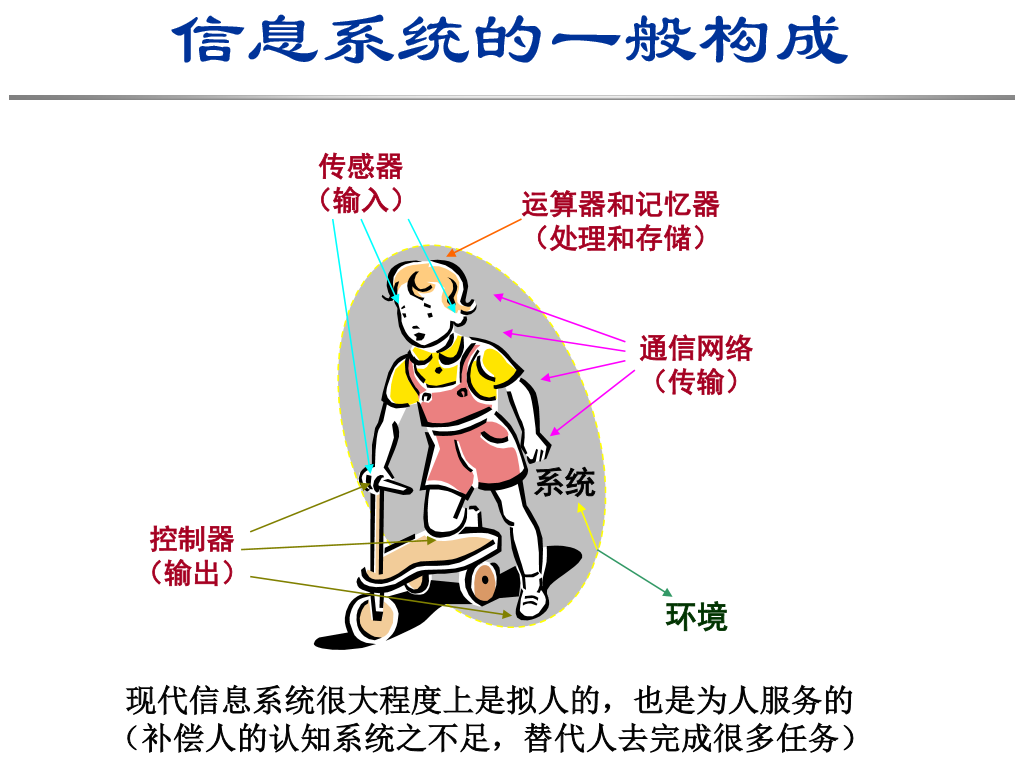 信息系统的一般构成
传感器
（输入）
运算器和记忆器
（处理和存储）
通信网络
（传输）
系统
控制器
（输出）
环境
现代信息系统很大程度上是拟人的，也是为人服务的
（补偿人的认知系统之不足，替代人去完成很多任务）